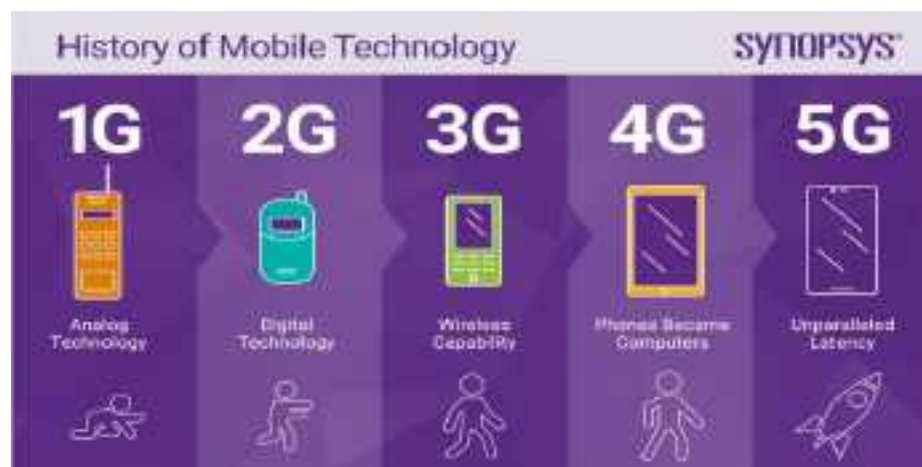 History of Mobile Technology
SYNOPSYS®
1G
2G
3G
4G
5G
Analog
Technology
Digital
Technology
Wireless
Capability
Phones Became
Computers
Unparalleled
Latency